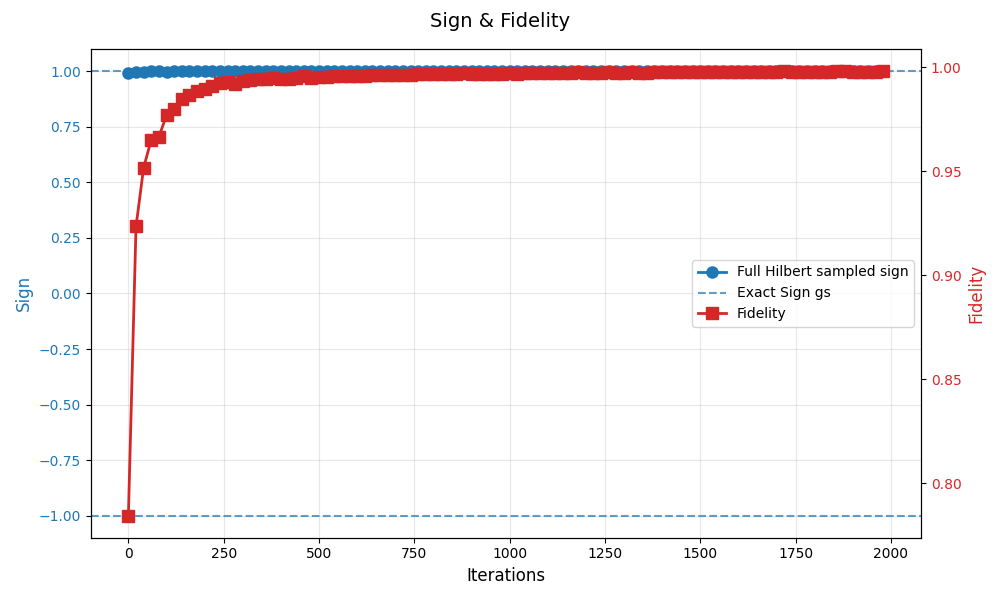 Sign & Fidelity
1.00
0.75
0.50
0.25
0.00
−0.25
−0.50
−0.75
−1.00
Sign
1.00
0.95
0.90
0.85
0.80
Fidelity
Full Hilbert sampled sign
Exact Sign gs
Fidelity
0 250 500 750 1000 1250 1500 1750 2000
Iterations